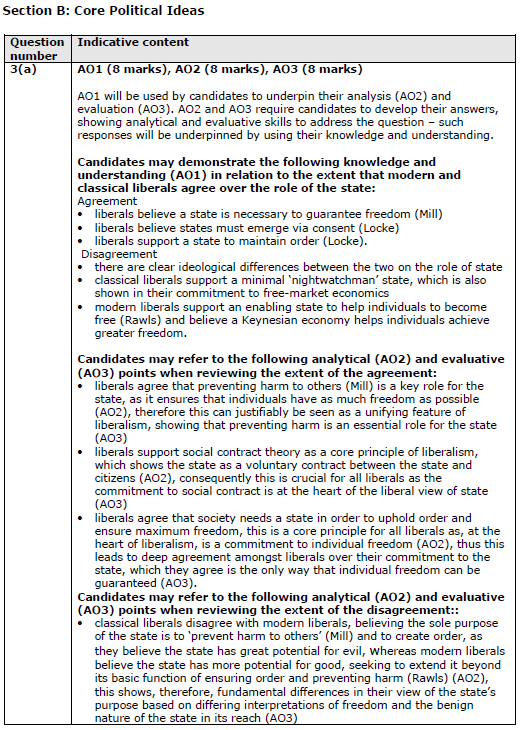 Section B: Core Political Ideas
Question number
Indicative content
3(a)
AO1 (8 marks), AO2 (8 marks), AO3 (8 marks)
AO1 will be used by candidates to underpin their analysis (AO2) and
evaluation (AO3). AO2 and AO3 require candidates to develop their answers,
showing analytical and evaluative skills to address the question – such
responses will be underpinned by using their knowledge and understanding.
Candidates may demonstrate the following knowledge and
understanding (AO1) in relation to the extent that modern and
classical liberals agree over the role of the state:
Agreement
• liberals believe a state is necessary to guarantee freedom (Mill)
• liberals believe states must emerge via consent (Locke)
• liberals support a state to maintain order (Locke).
Disagreement
• there are clear ideological differences between the two on the role of state
• classical liberals support a minimal ‘nightwatchman’ state, which is also
shown in their commitment to free-market economics
• modern liberals support an enabling state to help individuals to become
free (Rawls) and believe a Keynesian economy helps individuals achieve
greater freedom.
Candidates may refer to the following analytical (AO2) and evaluative
(AO3) points when reviewing the extent of the agreement:
• liberals agree that preventing harm to others (Mill) is a key role for the
state, as it ensures that individuals have as much freedom as possible
(AO2), therefore this can justifiably be seen as a unifying feature of
liberalism, showing that preventing harm is an essential role for the state
(AO3)
• liberals support social contract theory as a core principle of liberalism,
which shows the state as a voluntary contract between the state and
citizens (AO2), consequently this is crucial for all liberals as the
commitment to social contract is at the heart of the liberal view of state
(AO3)
• liberals agree that society needs a state in order to uphold order and
ensure maximum freedom, this is a core principle for all liberals as, at the
heart of liberalism, is a commitment to individual freedom (AO2), thus this
leads to deep agreement amongst liberals over their commitment to the
state, which they agree is the only way that individual freedom can be
guaranteed (AO3).
Candidates may refer to the following analytical (AO2) and evaluative
(AO3) points when reviewing the extent of the disagreement::
• classical liberals disagree with modern liberals, believing the sole purpose
of the state is to ‘prevent harm to others’ (Mill) and to create order, as
they believe the state has great potential for evil, whereas modern liberals
believe the state has more potential for good, seeking to extend it beyond
its basic function of ensuring order and preventing harm (Rawls) (AO2),
this shows, therefore, fundamental differences in their view of the state’s
purpose based on differing interpretations of freedom and the benign
nature of the state in its reach (AO3)